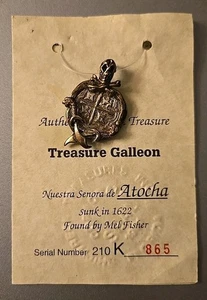 Authe Treasure
Treasure Galleon
Nuestra Senora de Atocha
sunk in 1622
Found by Mel Fisher
Serial Number 210 K 865